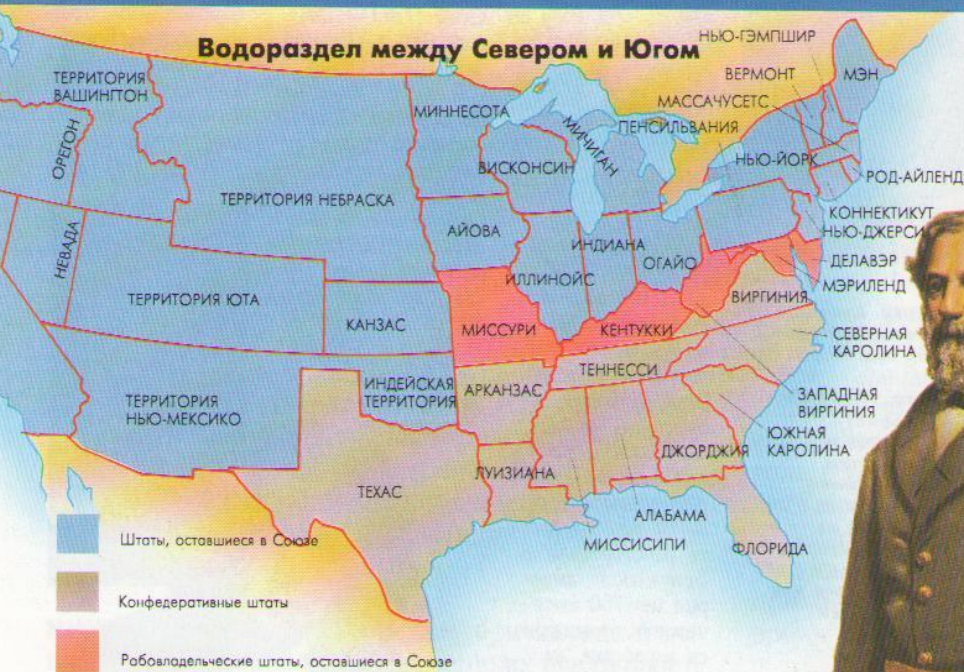 Водораздел между Севером и Югом
НЬЮ-ГЭМПШИР
ВЕРМОНТ
МЭН
ТЕРРИТОРИЯ
ВАШИНГТОН
МАССАЧУСЕТС
МИННЕСОТА
МИЧИГАН
ПЕНСИЛЬВАНИЯ
ОРЕГОН
ВИСКОНСИН
НЬЮ-ЙОРК
РОД-АЙЛЕНД
ТЕРРИТОРИЯ НЕБРАСКА
КОННЕКТИКУТ
НЬЮ-ДЖЕРСИ
АЙОВА
НЕВАДА
ИНДИАНА
ОГАЙО
ДЕЛАВЭР
ИЛЛИНОЙС
МЭРИЛЕНД
ТЕРРИТОРИЯ ЮТА
ВИРГИНИЯ
КАНЗАС
МИССУРИ
КЕНТУККИ
СЕВЕРНАЯ
КАРОЛИНА
ТЕННЕССИ
ИНДЕЙСКАЯ
ТЕРРИТОРИЯ
АРКАНЗАС
ТЕРРИТОРИЯ
НЬЮ-МЕКСИКО
ЗАПАДНАЯ
ВИРГИНИЯ
ЮЖНАЯ
КАРОЛИНА
ДЖОРДЖИЯ
ЛУИЗИАНА
ТЕХАС
АЛАБАМА
МИССИСИПИ
ФЛОРИДА
Штаты, оставшиеся в Союзе
Конфедеративные штаты
Рабовладельческие штаты, оставшиеся в Союзе